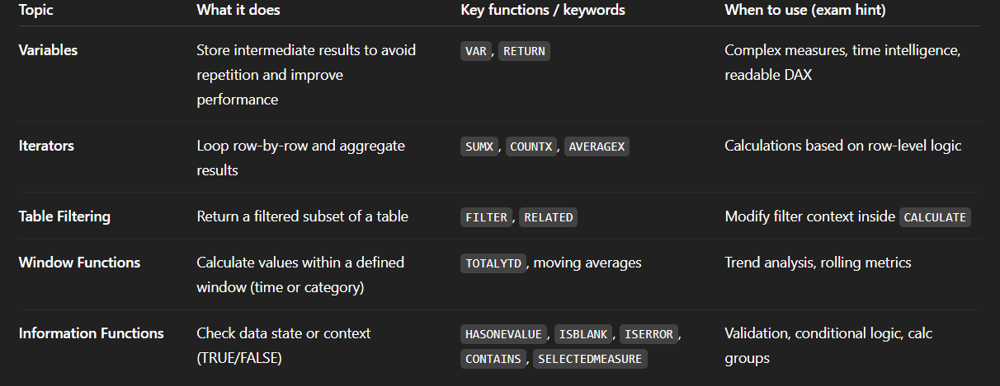 Topic What it does Key functions / keywords When to use (exam hint)
Variables Store intermediate results to avoid VAR, RETURN Complex measures, time intelligence,
repetition and improve readable DAX
performance
Iterators Loop row-by-row and aggregate SUMX, COUNTX, AVERAGEX Calculations based on row-level logic
results
Table Filtering Return a filtered subset of a table FILTER, RELATED Modify filter context inside CALCULATE
Window Functions Calculate values within a defined TOTALYTD, moving averages Trend analysis, rolling metrics
window (time or category)
Information Functions Check data state or context HASONEVALUE, ISBLANK, ISERROR, Validation, conditional logic, calc
(TRUE/FALSE) CONTAINS, SELECTEDMEASURE groups